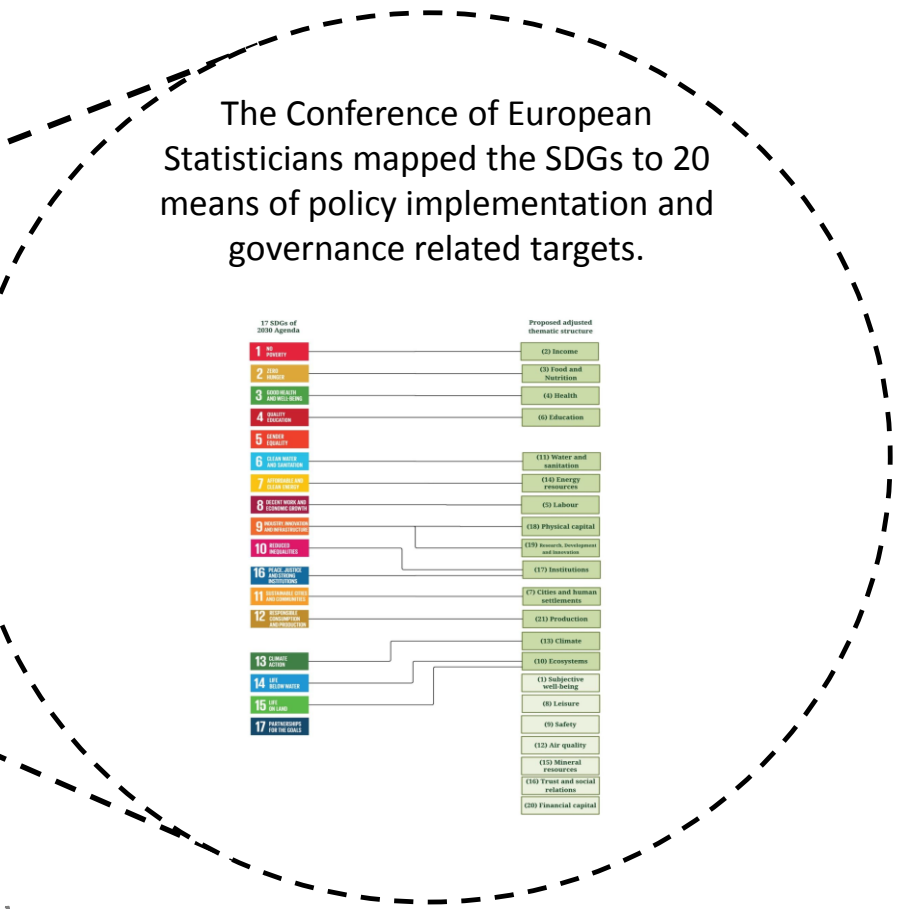 The Conference of European
Statisticians mapped the SDGs to 20
means of policy implementation and
governance related targets.
17 SDGs of
2030 Agenda
Proposed adjusted
thematic structure
1 NO
POVERTY
(2) Income
2 ZERO
HUNGER
(3) Food and
Nutrition
3 GOOD HEALTH
AND WELL-BEING
(4) Health
4 QUALITY
EDUCATION
(6) Education
5 GENDER
EQUALITY
6 CLEAN WATER
AND SANITATION
(11) Water and
sanitation
7 AFFORDABLE AND
CLEAN ENERGY
(14) Energy
resources
8 DECENT WORK AND
ECONOMIC GROWTH
(5) Labour
9 INDUSTRY, INNOVATION
AND INFRASTRUCTURE
(18) Physical capital
(19) Research, Development
and Innovation
10 REDUCED
INEQUALITIES
(17) Institutions
16 PEACE, JUSTICE
AND STRONG
INSTITUTIONS
11 SUSTAINABLE CITIES
AND COMMUNITIES
(7) Cities and human
settlements
12 RESPONSIBLE
CONSUMPTION
AND PRODUCTION
(21) Production
(13) Climate
13 CLIMATE
ACTION
(10) Ecosystems
14 LIFE
BELOW WATER
(1) Subjective
well-being
15 LIFE
ON LAND
(8) Leisure
17 PARTNERSHIPS
FOR THE GOALS
(9) Safety
(12) Air quality
(15) Mineral
resources
(16) Trust and social
relations
(20) Financial capital